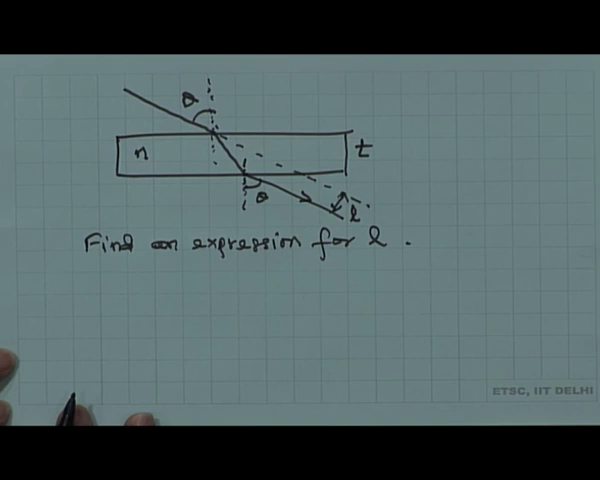 θ
n
t
θ
l
Find an expression for l .
ETSC, IIT DELHI